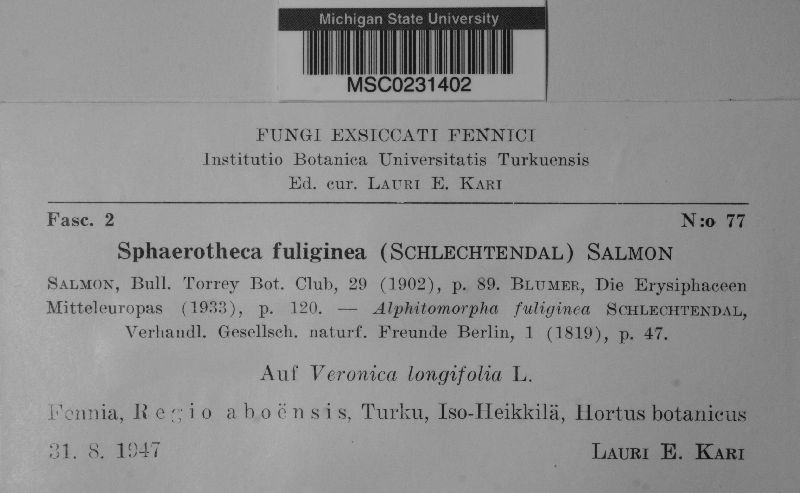 Michigan State University
MSC0231402
FUNGI EXSICCATI FENNICI
Institutio Botanica Universitatis Turkuensis
Ed. cur. LAURI E. KARI
Fasc. 2 N:o 77
Sphaerotheca fuliginea (SCHLECHTENDAL) SALMON
SALMON, Bull. Torrey Bot. Club, 29 (1902), p. 89. BLUMER, Die Erysiphaceen
Mitteleuropas (1933), p. 120. — Alphitomorpha fuliginea SCHLECHTENDAL,
Verhandl. Gesellsch. naturf. Freunde Berlin, 1 (1819), p. 47.
Auf Veronica longifolia L.
Fennia, Regio aboënsis, Turku, Iso-Heikkilä, Hortus botanicus
31. 8. 1947 LAURI E. KARI